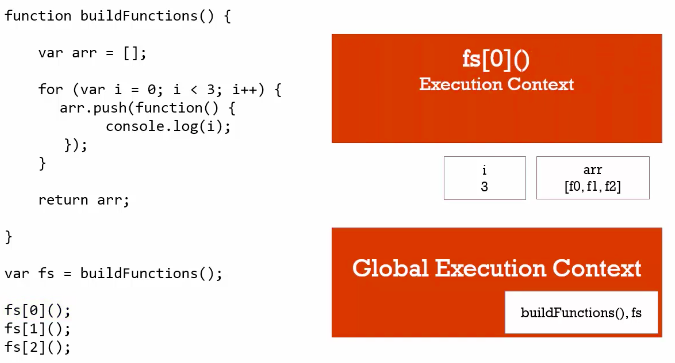 function buildFunctions() {
var arr = [];
for (var i = 0; i < 3; i++) {
arr.push(function() {
console.log(i);
});
}
return arr;
}
var fs = buildFunctions();
fs[0]();
fs[1]();
fs[2]();
fs[0]()
Execution Context
i
3
arr
[f0, f1, f2]
Global Execution Context
buildFunctions(), fs